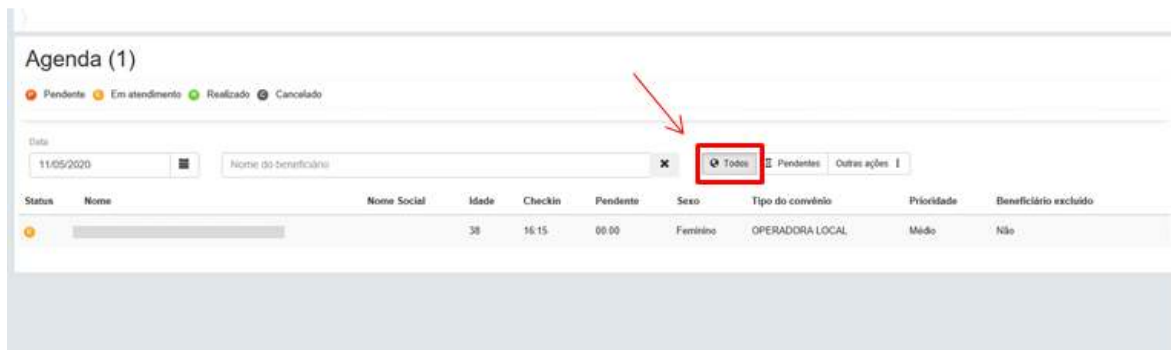 Agenda (1)
P Pendente E Em atendimento R Realizado C Cancelado
Data
11/05/2020 Nome do beneficiário Todos Pendentes Outras ações
Status Nome Nome Social Idade Checkin Pendente Sexo Tipo do convênio Prioridade Beneficiário excluído
E 38 16:15 00:00 Feminino OPERADORA LOCAL Médio Não